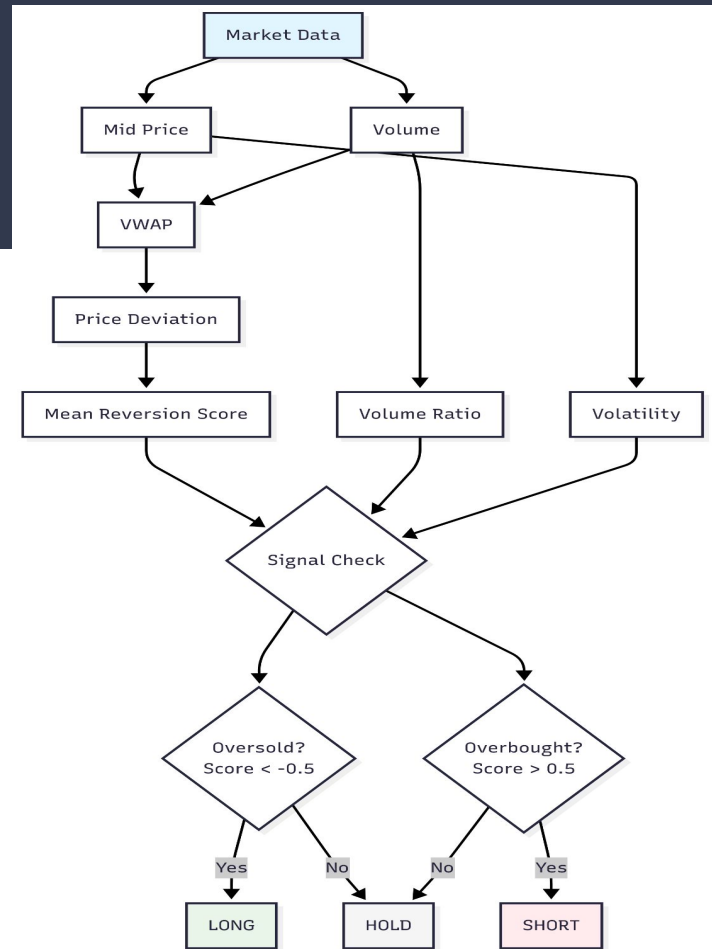 Market Data
Mid Price
Volume
VWAP
Price Deviation
Mean Reversion Score
Volume Ratio
Volatility
Signal Check
Oversold?
Score < -0.5
Overbought?
Score > 0.5
Yes
No
No
Yes
LONG
HOLD
SHORT